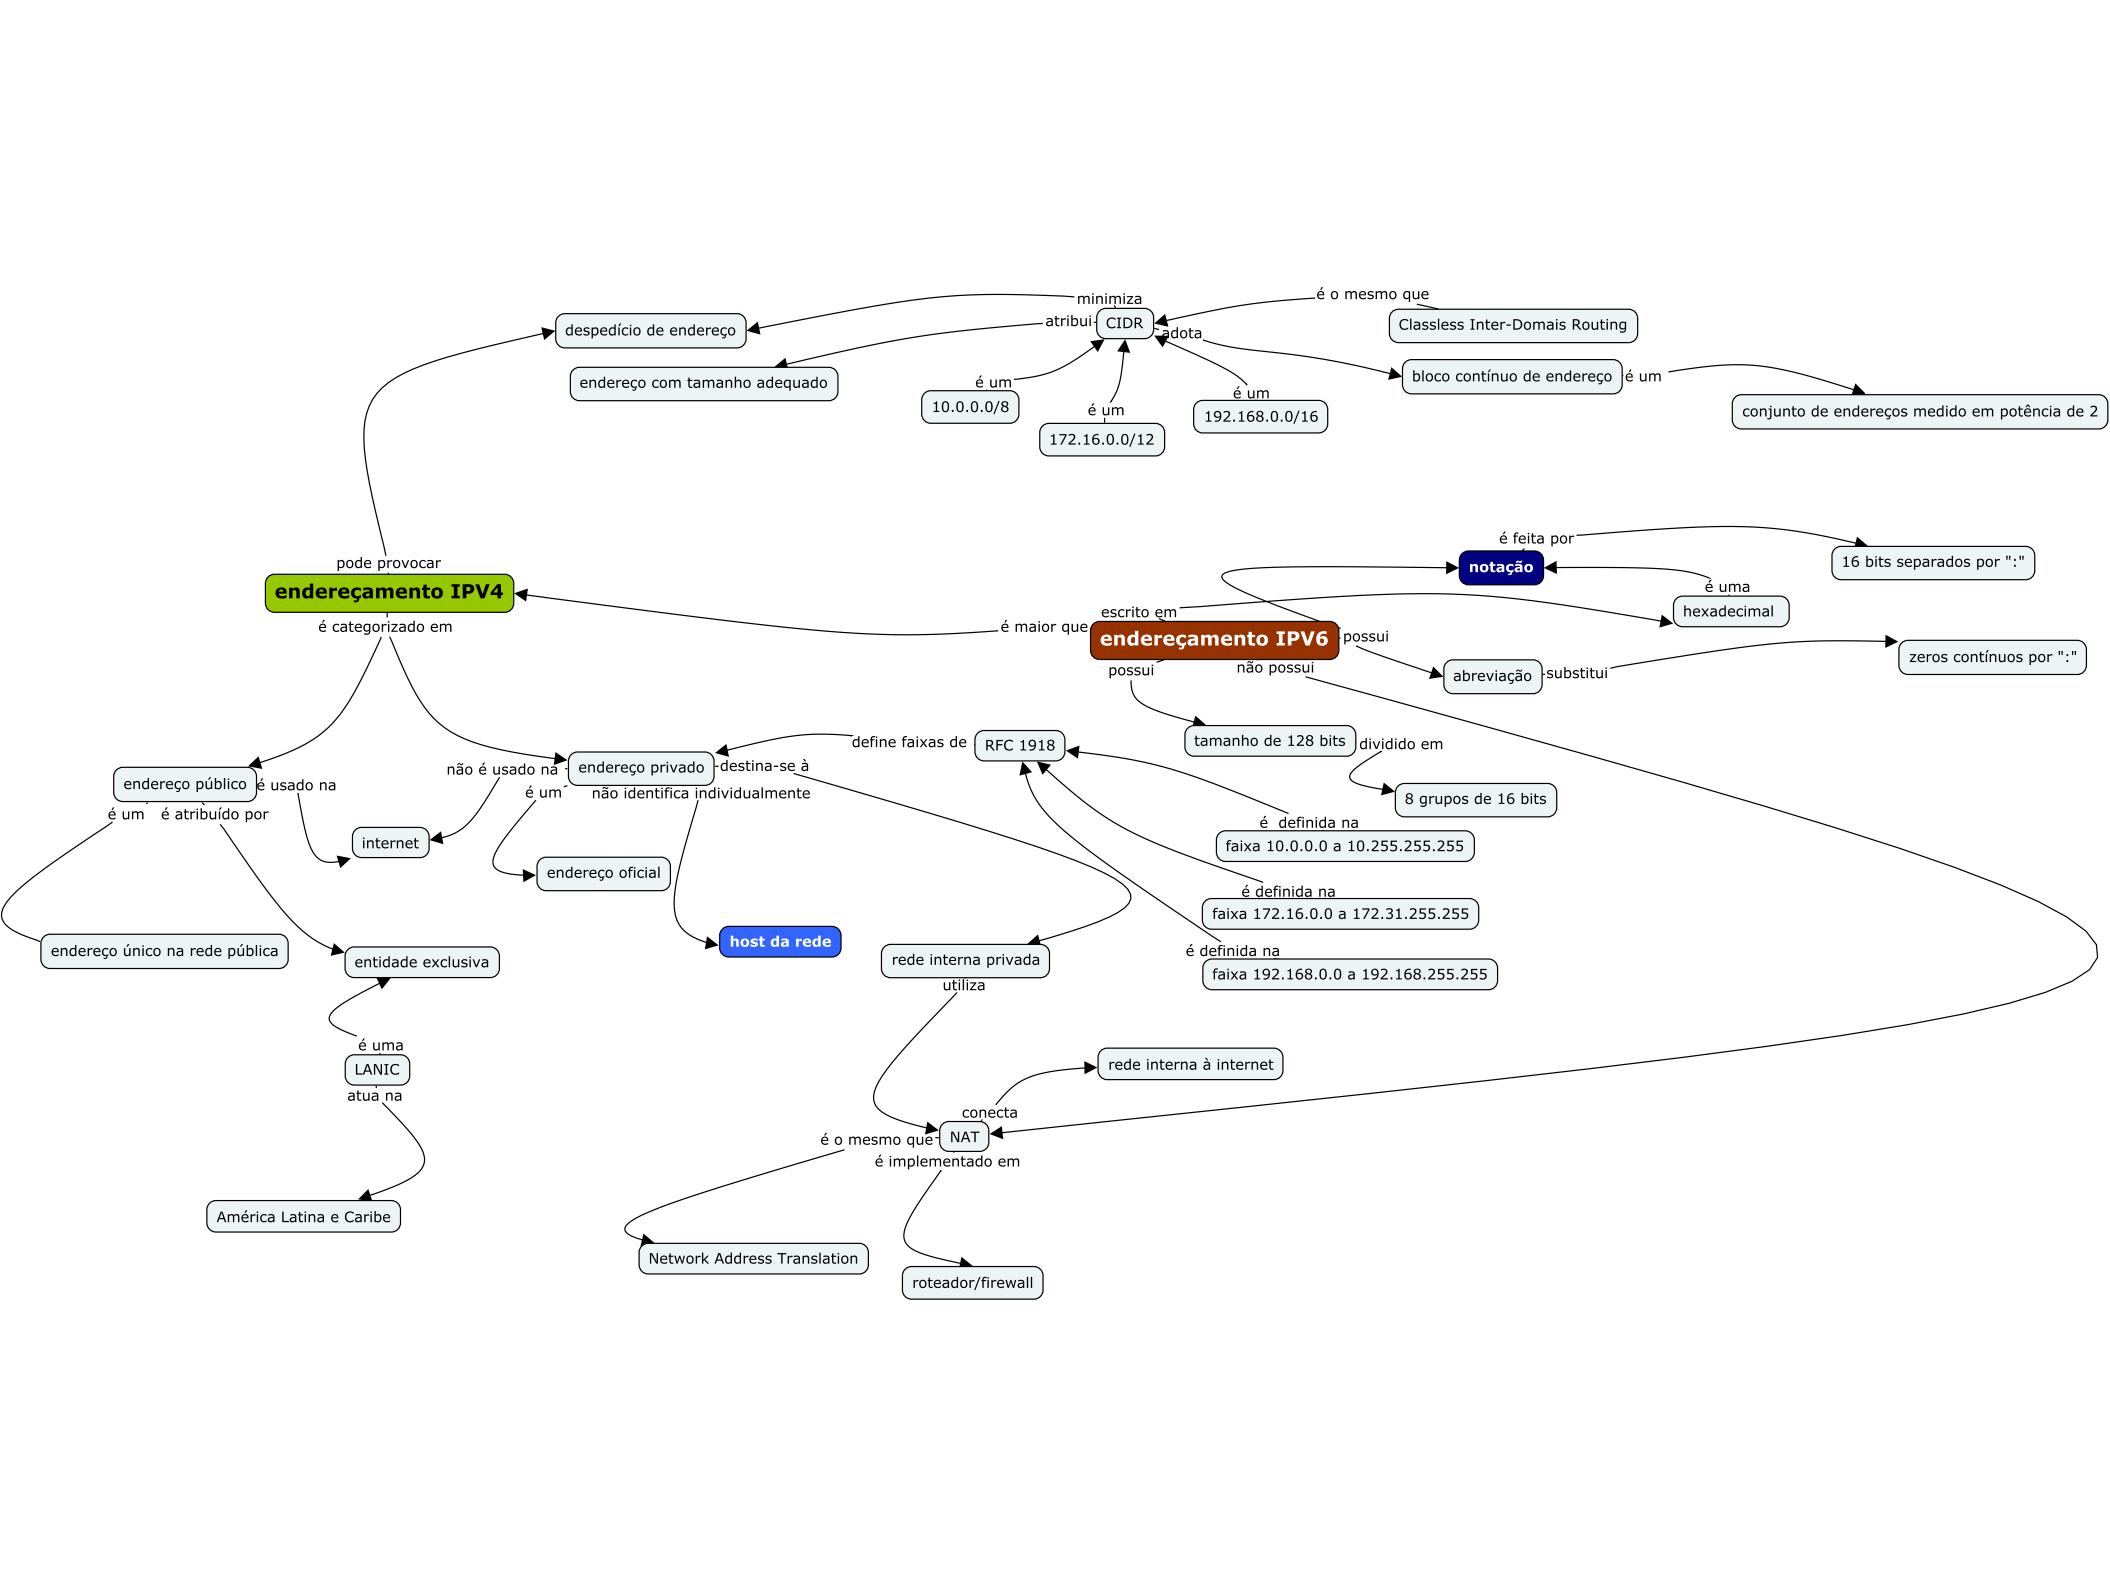 minimiza
é o mesmo que
despedício de endereço
atribui
CIDR
Classless Inter-Domais Routing
adota
endereço com tamanho adequado
é um
bloco contínuo de endereço
é um
10.0.0.0/8
é um
é um
conjunto de endereços medido em potência de 2
172.16.0.0/12
192.168.0.0/16
é feita por
pode provocar
notação
16 bits separados por ":"
endereçamento IPV4
é uma
escrito em
hexadecimal
é categorizado em
é maior que
endereçamento IPV6
possui
possui
não possui
abreviação
substitui
zeros contínuos por ":"
define faixas de
RFC 1918
tamanho de 128 bits
dividido em
não é usado na
endereço privado
destina-se à
endereço público
é usado na
é um
não identifica individualmente
8 grupos de 16 bits
é um
é atribuído por
é  definida na
internet
faixa 10.0.0.0 a 10.255.255.255
endereço oficial
é definida na
faixa 172.16.0.0 a 172.31.255.255
host da rede
endereço único na rede pública
é definida na
entidade exclusiva
rede interna privada
faixa 192.168.0.0 a 192.168.255.255
utiliza
é uma
LANIC
rede interna à internet
atua na
conecta
é o mesmo que
NAT
é implementado em
América Latina e Caribe
Network Address Translation
roteador/firewall